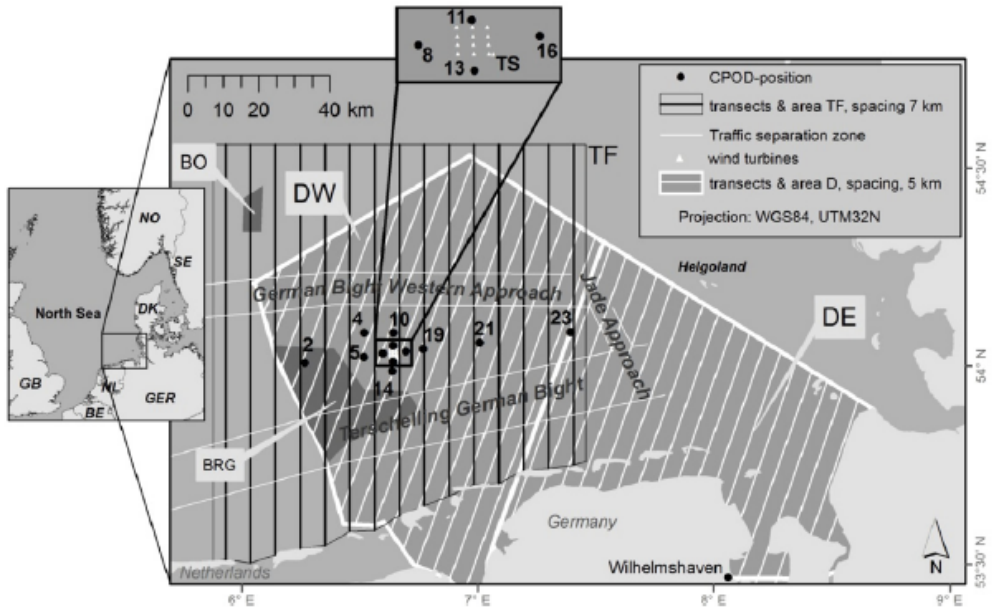 11
8
16
13
TS
0 10 20 40
km
CPOD-position
transects & area TF, spacing 7 km
Traffic separation zone
wind turbines
transects & area D, spacing, 5 km
Projection: WGS84, UTM32N
BO
TF
DW
54°30' N
NO
SE
North Sea
DK
GB
NL
BE
GER
Helgoland
German Bight Western Approach
Jade Approach
DE
4
10
23
2
5
19
21
14
54° N
Terschelling German Bight
BRG
Germany
Netherlands
Wilhelmshaven
N
53°30' N
6° E
7° E
8° E
9° E